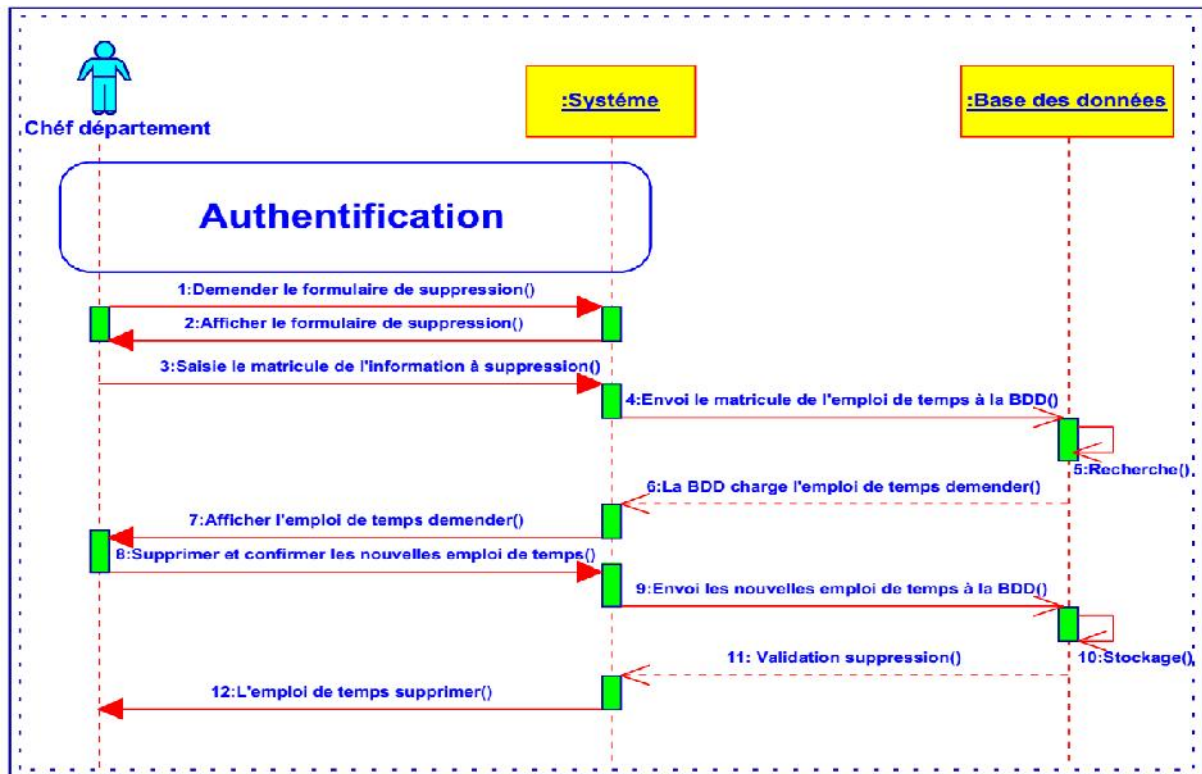 Chéf département
:Systéme
:Base des données
Authentification
1:Demender le formulaire de suppression()
2:Afficher le formulaire de suppression()
3:Saisie le matricule de l'information à suppression()
4:Envoi le matricule de l'emploi de temps à la BDD()
5:Recherche()
6:La BDD charge l'emploi de temps demender()
7:Afficher l'emploi de temps demender()
8:Supprimer et confirmer les nouvelles emploi de temps()
9:Envoi les nouvelles emploi de temps à la BDD()
10:Stockage()
11: Validation suppression()
12:L'emploi de temps supprimer()